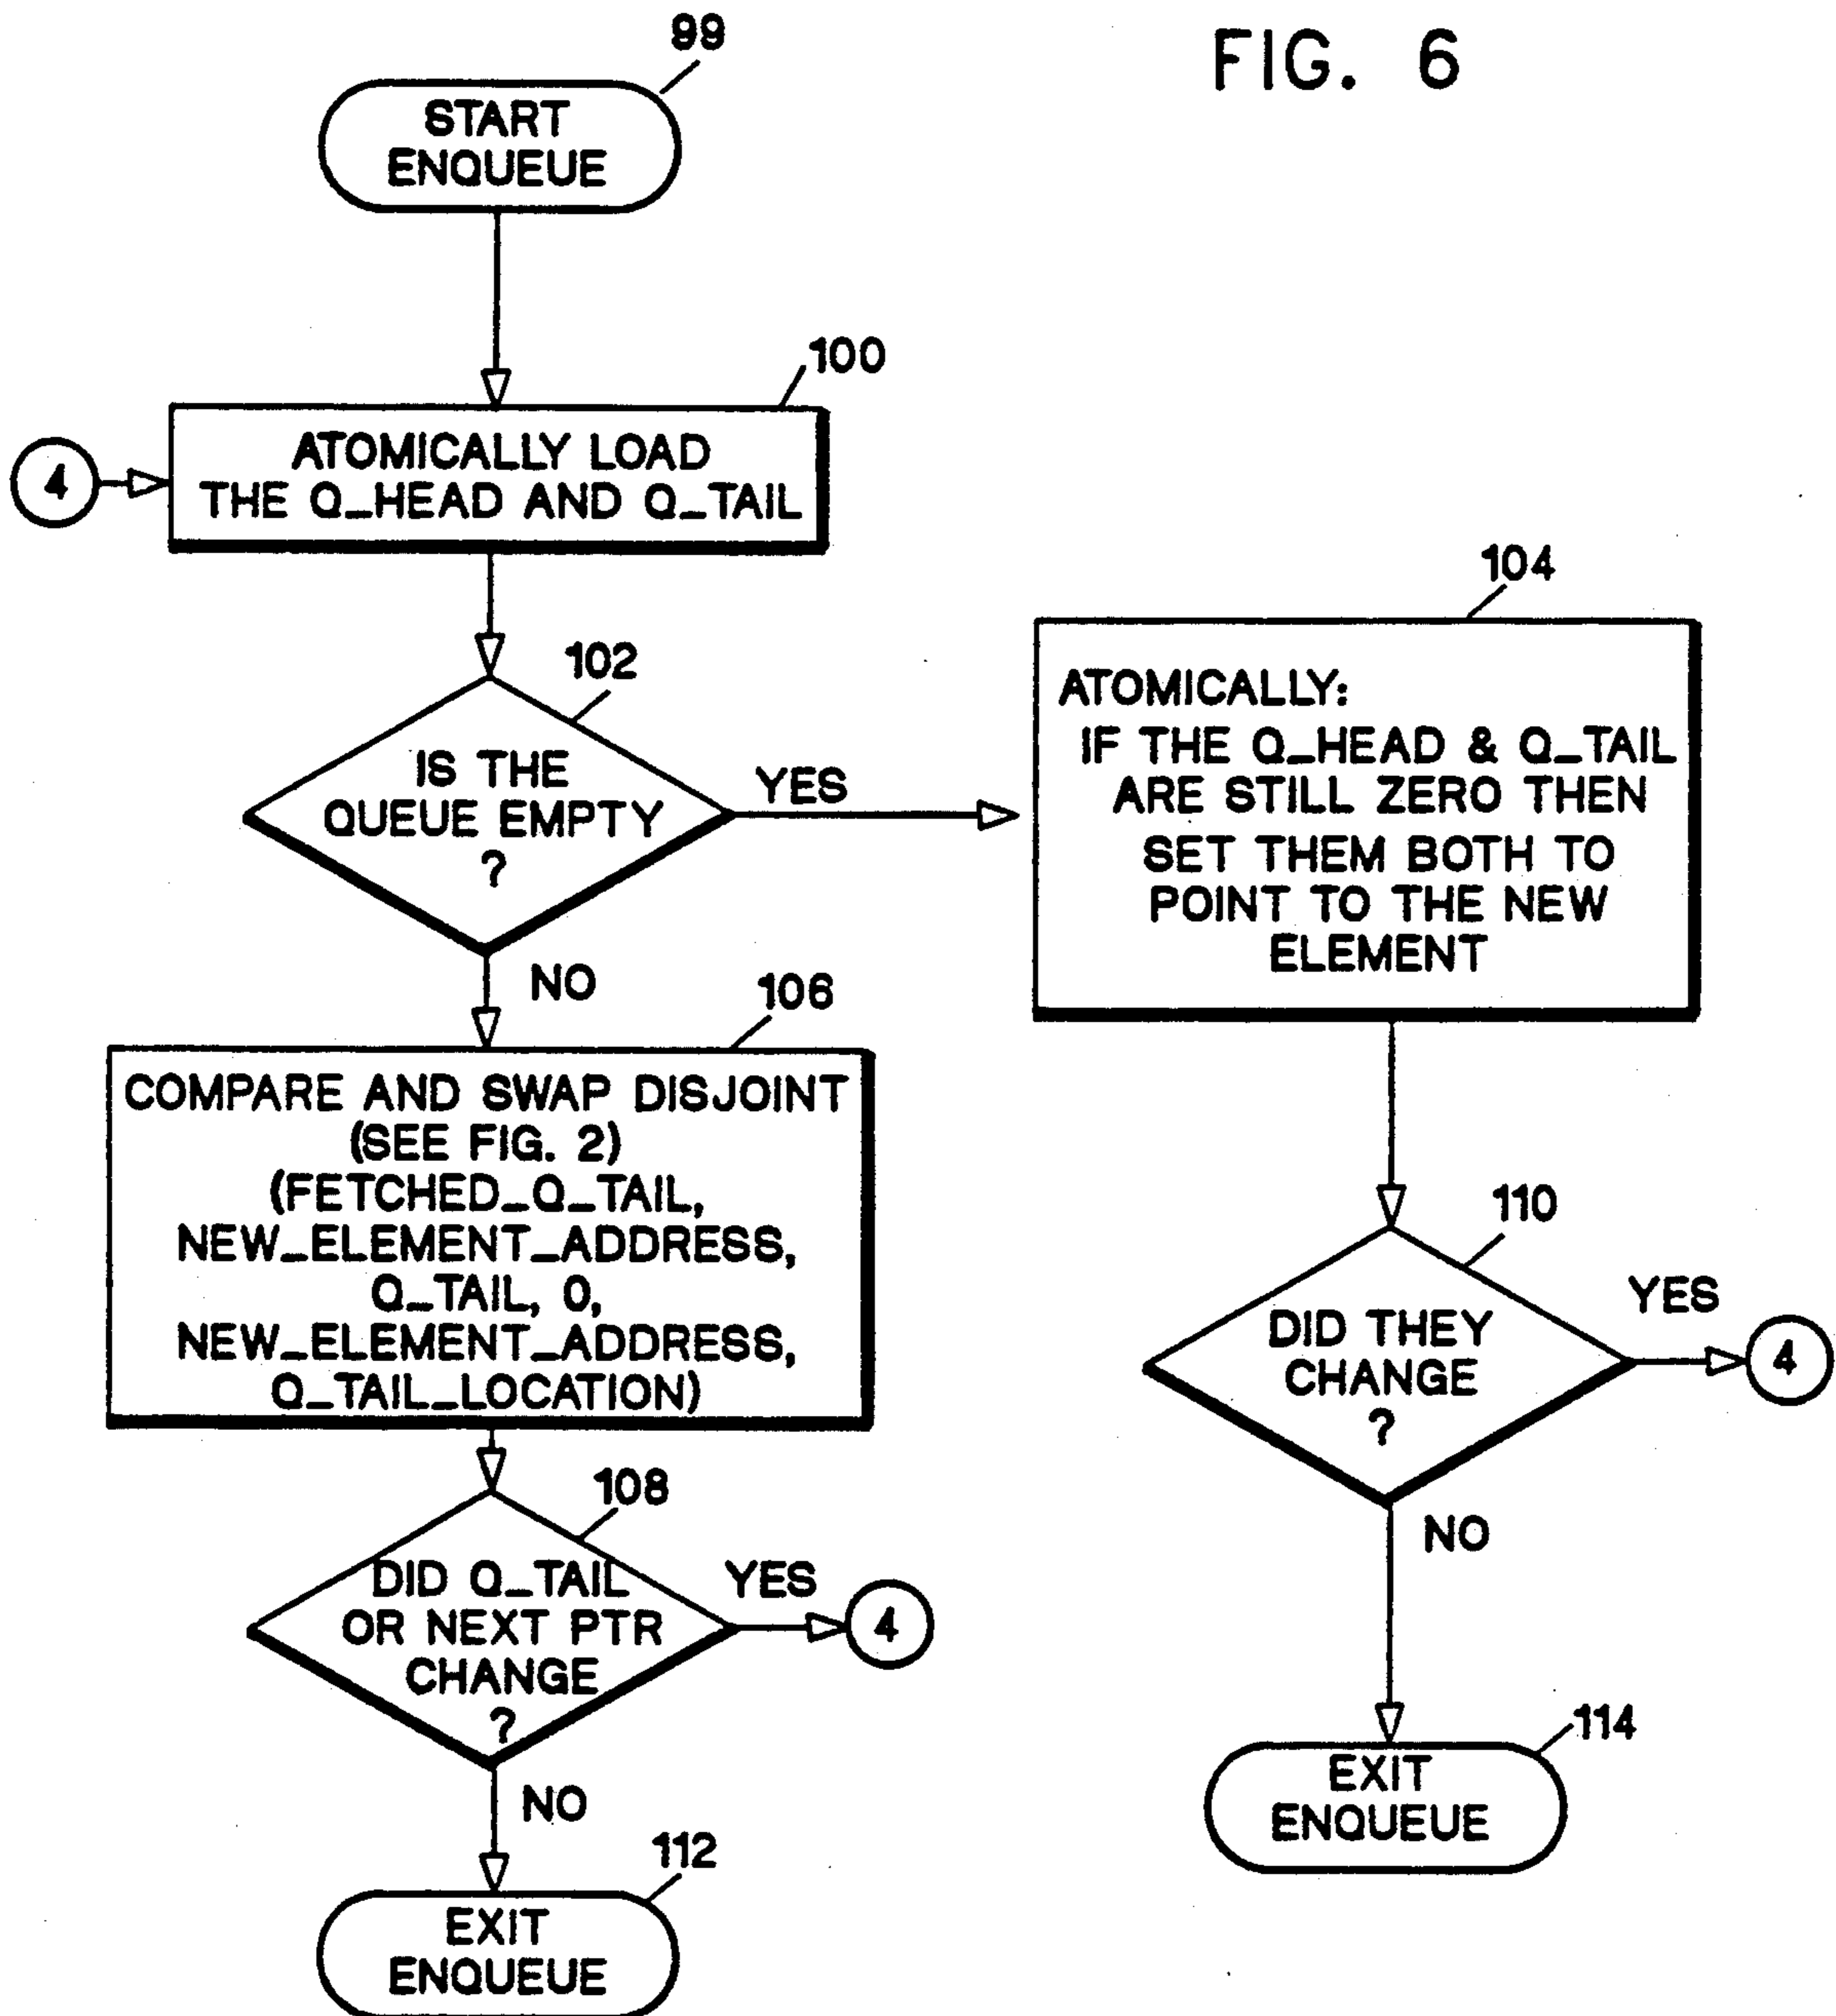 FIG. 6
99
START
ENQUEUE
100
4
ATOMICALLY LOAD
THE Q_HEAD AND Q_TAIL
102
IS THE
QUEUE EMPTY
?
YES
NO
104
ATOMICALLY:
IF THE Q_HEAD & Q_TAIL
ARE STILL ZERO THEN
SET THEM BOTH TO
POINT TO THE NEW
ELEMENT
106
COMPARE AND SWAP DISJOINT
(SEE FIG. 2)
(FETCHED_Q_TAIL,
NEW_ELEMENT_ADDRESS,
Q_TAIL, 0,
NEW_ELEMENT_ADDRESS,
Q_TAIL_LOCATION)
110
DID THEY
CHANGE
?
YES
4
NO
108
DID Q_TAIL
OR NEXT PTR
CHANGE
?
YES
4
NO
114
EXIT
ENQUEUE
112
EXIT
ENQUEUE